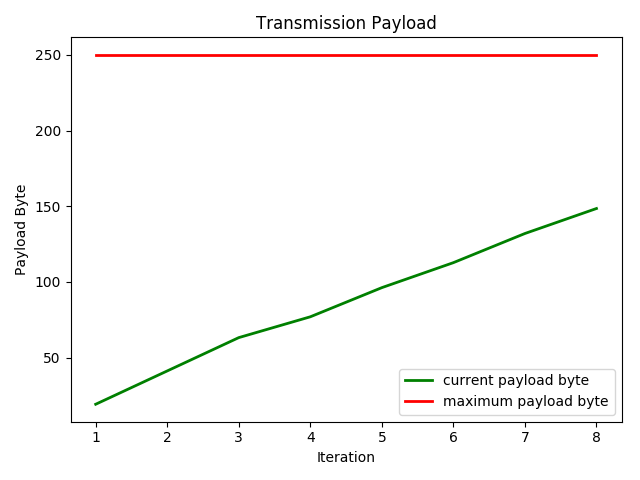 Transmission Payload
250
200
150
100
50
Payload Byte
1 2 3 4 5 6 7 8
Iteration
current payload byte
maximum payload byte